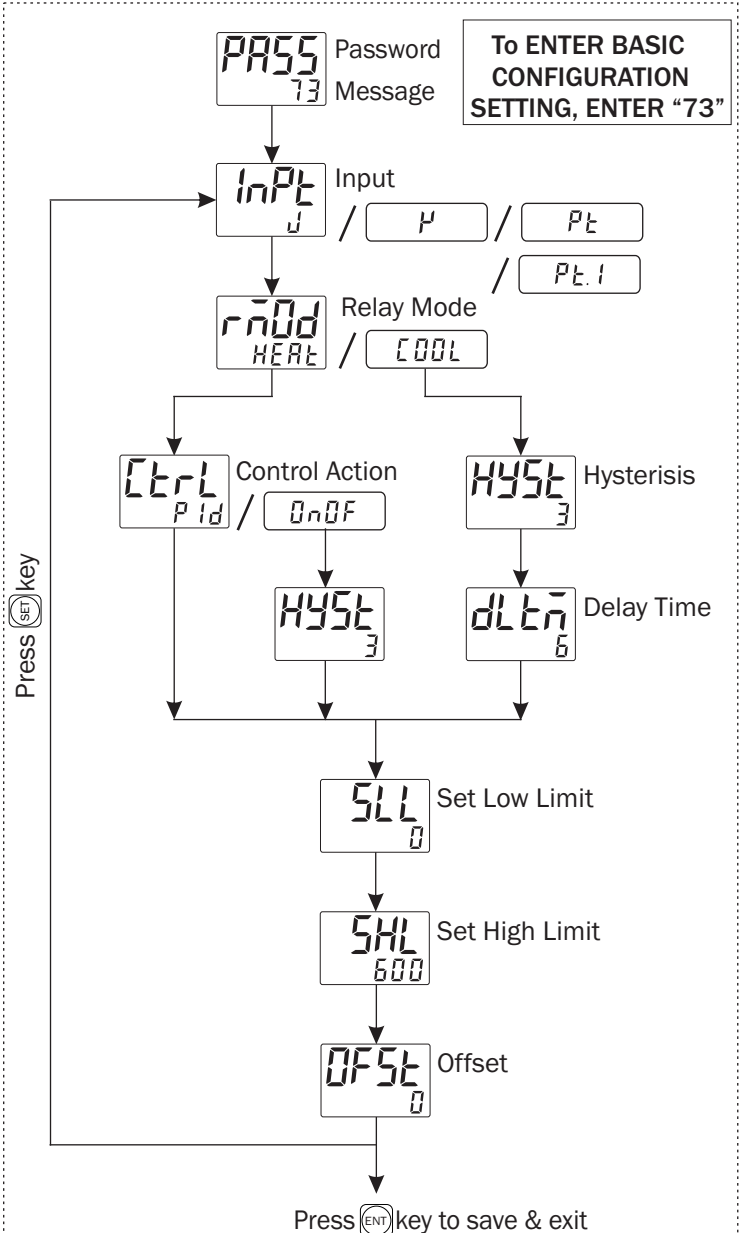 PASS
73
Password
Message
To ENTER BASIC
CONFIGURATION
SETTING, ENTER “73”
InPt
J
Input
/ K / Pt
/ Pt.1
rmOd
HEAt
Relay Mode
/ COOL
CtrL
PId
Control Action
/ OnOF
HYSt
3
Hysterisis
HYSt
3
dLtm
6
Delay Time
Press SET key
SLL
0
Set Low Limit
SHL
600
Set High Limit
OFSt
0
Offset
Press ENT key to save & exit